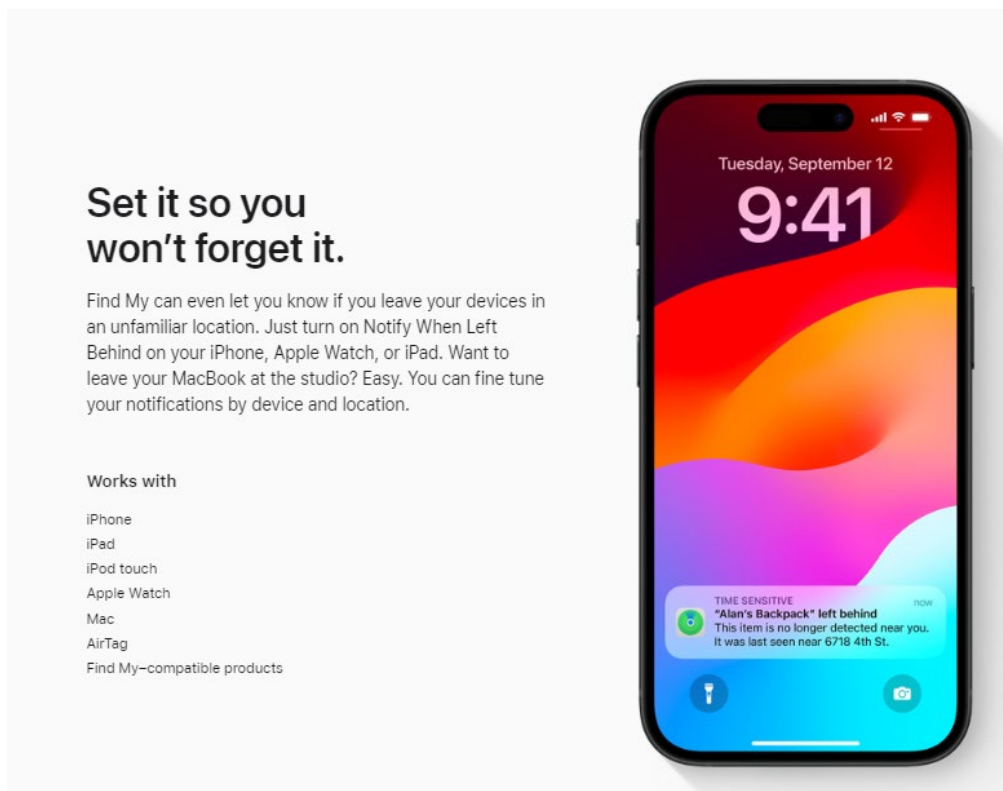 Set it so you
won’t forget it.
Find My can even let you know if you leave your devices in
an unfamiliar location. Just turn on Notify When Left
Behind on your iPhone, Apple Watch, or iPad. Want to
leave your MacBook at the studio? Easy. You can fine tune
your notifications by device and location.
Works with
iPhone
iPad
iPod touch
Apple Watch
Mac
AirTag
Find My–compatible products
Tuesday, September 12
9:41
TIME SENSITIVE now
“Alan’s Backpack” left behind
This item is no longer detected near you.
It was last seen near 6718 4th St.